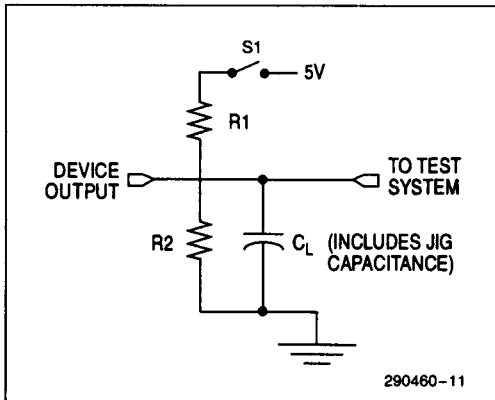 S1
5V
R1
DEVICE
OUTPUT
TO TEST
SYSTEM
R2
CL (INCLUDES JIG
CAPACITANCE)
290460-11